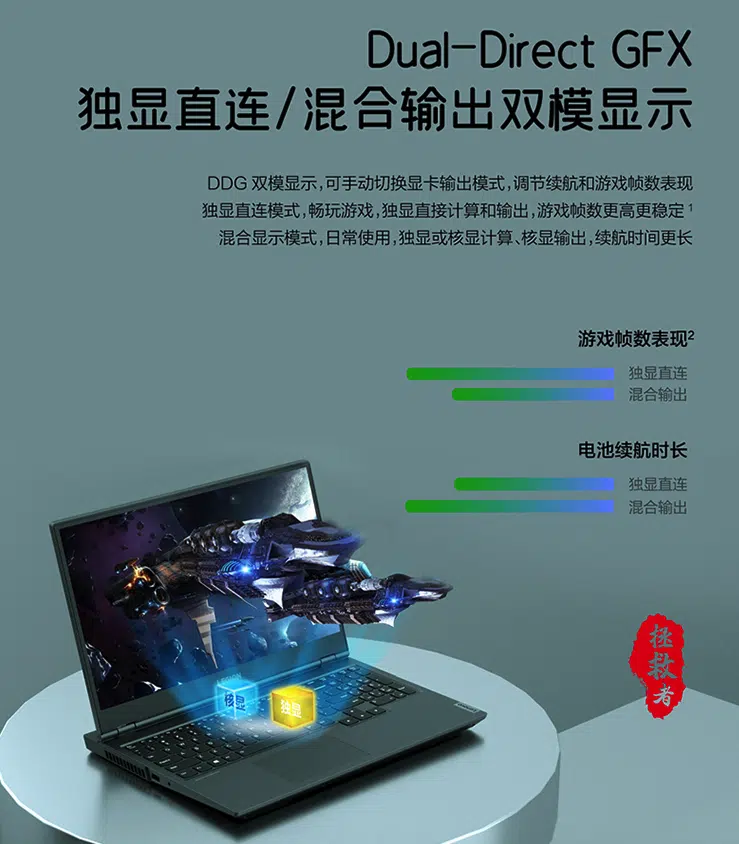 Dual-Direct GFX
独显直连/混合输出双模显示
DDG 双模显示,可手动切换显卡输出模式,调节续航和游戏帧数表现
独显直连模式,畅玩游戏,独显直接计算和输出,游戏帧数更高更稳定¹
混合显示模式,日常使用,独显或核显计算、核显输出,续航时间更长
游戏帧数表现²
独显直连
混合输出
电池续航时长
独显直连
混合输出
拯救者
核显
独显